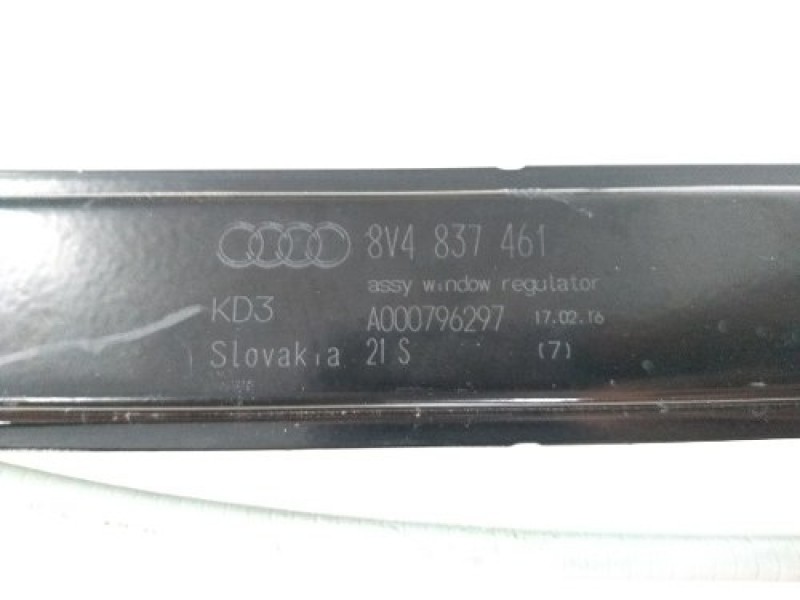 8V4 837 461
assy window regulator
KD3 A000796297 17.02.16
Slovakia 21 S (7)